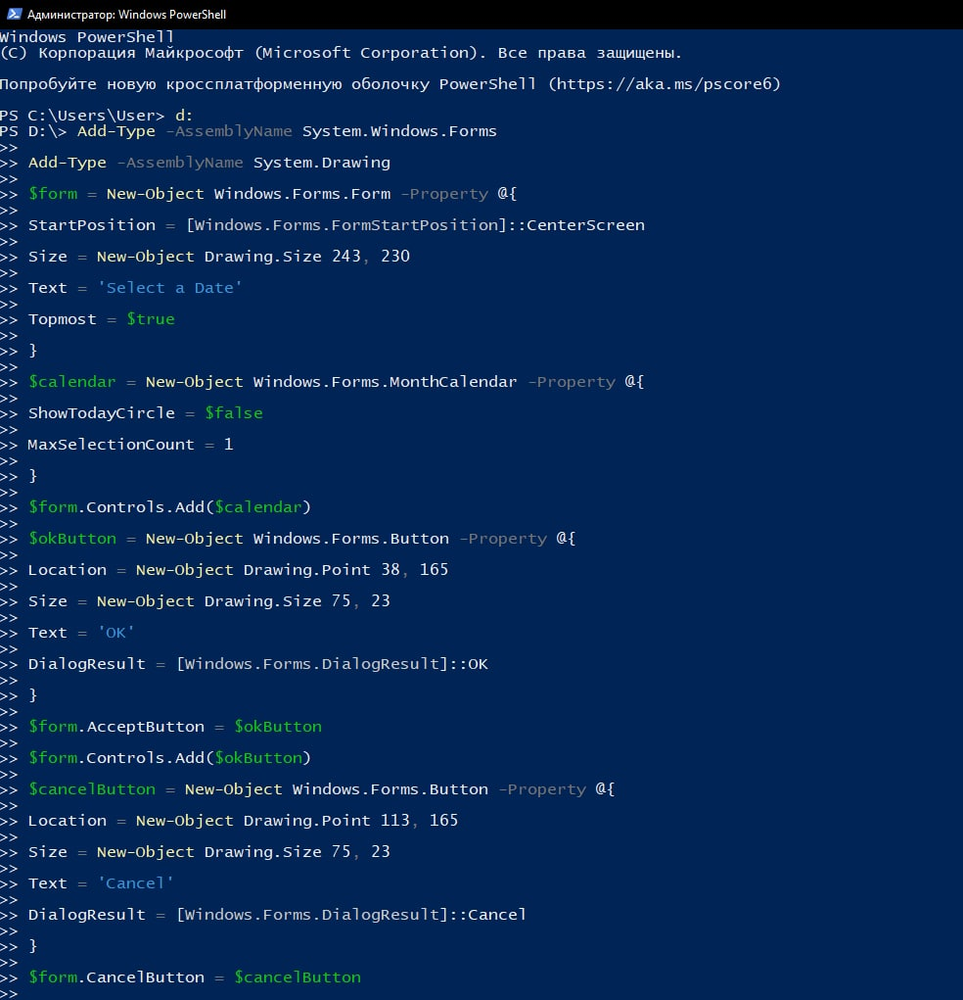 Администратор: Windows PowerShell
Windows PowerShell
(C) Корпорация Майкрософт (Microsoft Corporation). Все права защищены.
Попробуйте новую кроссплатформенную оболочку PowerShell (https://aka.ms/pscore6)
PS C:\Users\User> d:
PS D:\> Add-Type -AssemblyName System.Windows.Forms
>>
>> Add-Type -AssemblyName System.Drawing
>>
>> $form = New-Object Windows.Forms.Form -Property @{
>>
>> StartPosition = [Windows.Forms.FormStartPosition]::CenterScreen
>>
>> Size = New-Object Drawing.Size 243, 230
>>
>> Text = 'Select a Date'
>>
>> Topmost = $true
>>
>> }
>>
>> $calendar = New-Object Windows.Forms.MonthCalendar -Property @{
>>
>> ShowTodayCircle = $false
>>
>> MaxSelectionCount = 1
>>
>> }
>>
>> $form.Controls.Add($calendar)
>>
>> $okButton = New-Object Windows.Forms.Button -Property @{
>>
>> Location = New-Object Drawing.Point 38, 165
>>
>> Size = New-Object Drawing.Size 75, 23
>>
>> Text = 'OK'
>>
>> DialogResult = [Windows.Forms.DialogResult]::OK
>>
>> }
>>
>> $form.AcceptButton = $okButton
>>
>> $form.Controls.Add($okButton)
>>
>> $cancelButton = New-Object Windows.Forms.Button -Property @{
>>
>> Location = New-Object Drawing.Point 113, 165
>>
>> Size = New-Object Drawing.Size 75, 23
>>
>> Text = 'Cancel'
>>
>> DialogResult = [Windows.Forms.DialogResult]::Cancel
>>
>> }
>>
>> $form.CancelButton = $cancelButton
>>